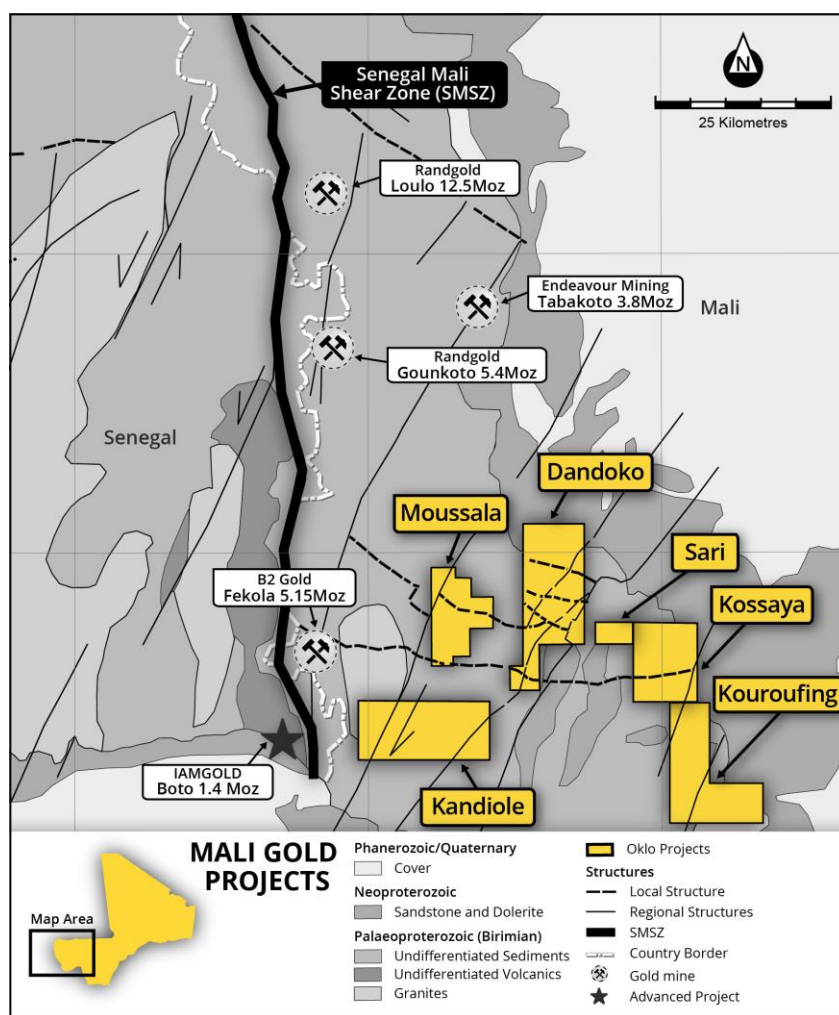 Senegal Mali
Shear Zone (SMSZ)
N
25 Kilometres
Randgold
Loulo 12.5Moz
Endeavour Mining
Tabakoto 3.8Moz
Mali
Randgold
Gounkoto 5.4Moz
Senegal
Dandoko
Moussala
Sari
B2 Gold
Fekola 5.15Moz
Kossaya
Kouroufing
IAMGOLD
Boto 1.4 Moz
Kandiole
MALI GOLD
PROJECTS
Map Area
Phanerozoic/Quaternary
Cover
Neoproterozoic
Sandstone and Dolerite
Palaeoproterozoic (Birimian)
Undifferentiated Sediments
Undifferentiated Volcanics
Granites
Oklo Projects
Structures
Local Structure
Regional Structures
SMSZ
Country Border
Gold mine
Advanced Project